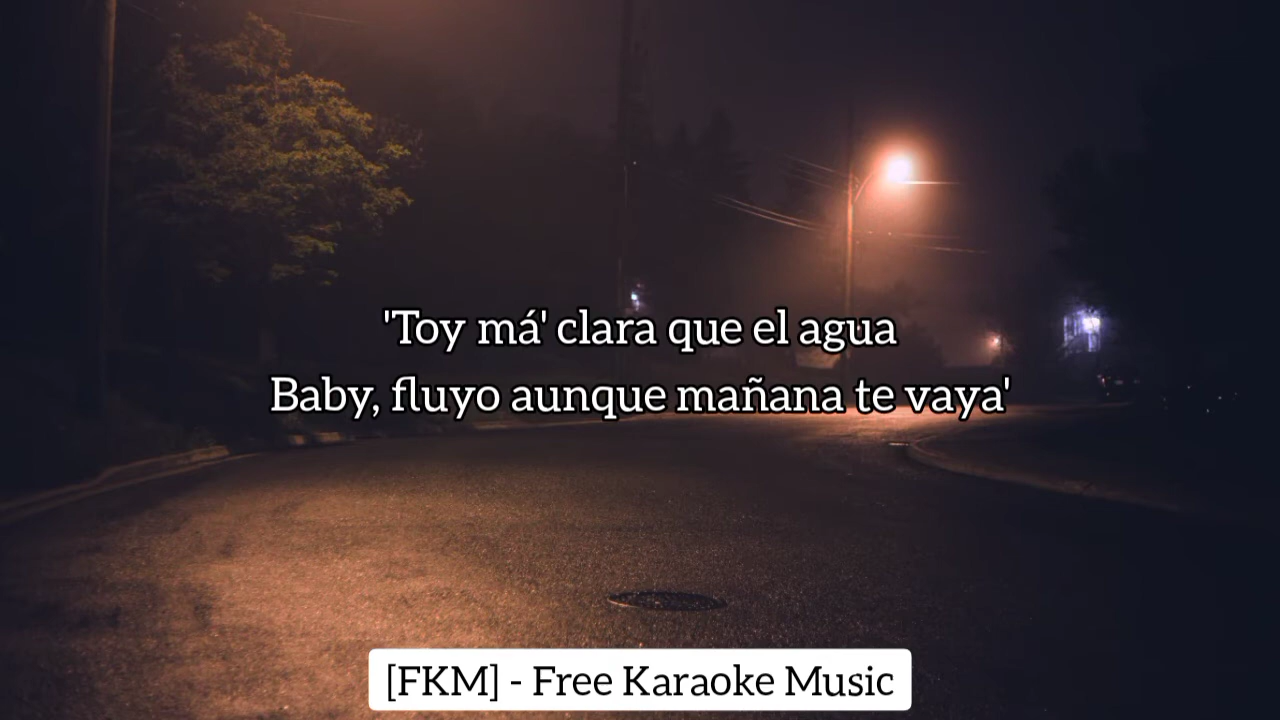 'Toy má' clara que el agua
Baby, fluyo aunque mañana te vaya'
[FKM] - Free Karaoke Music